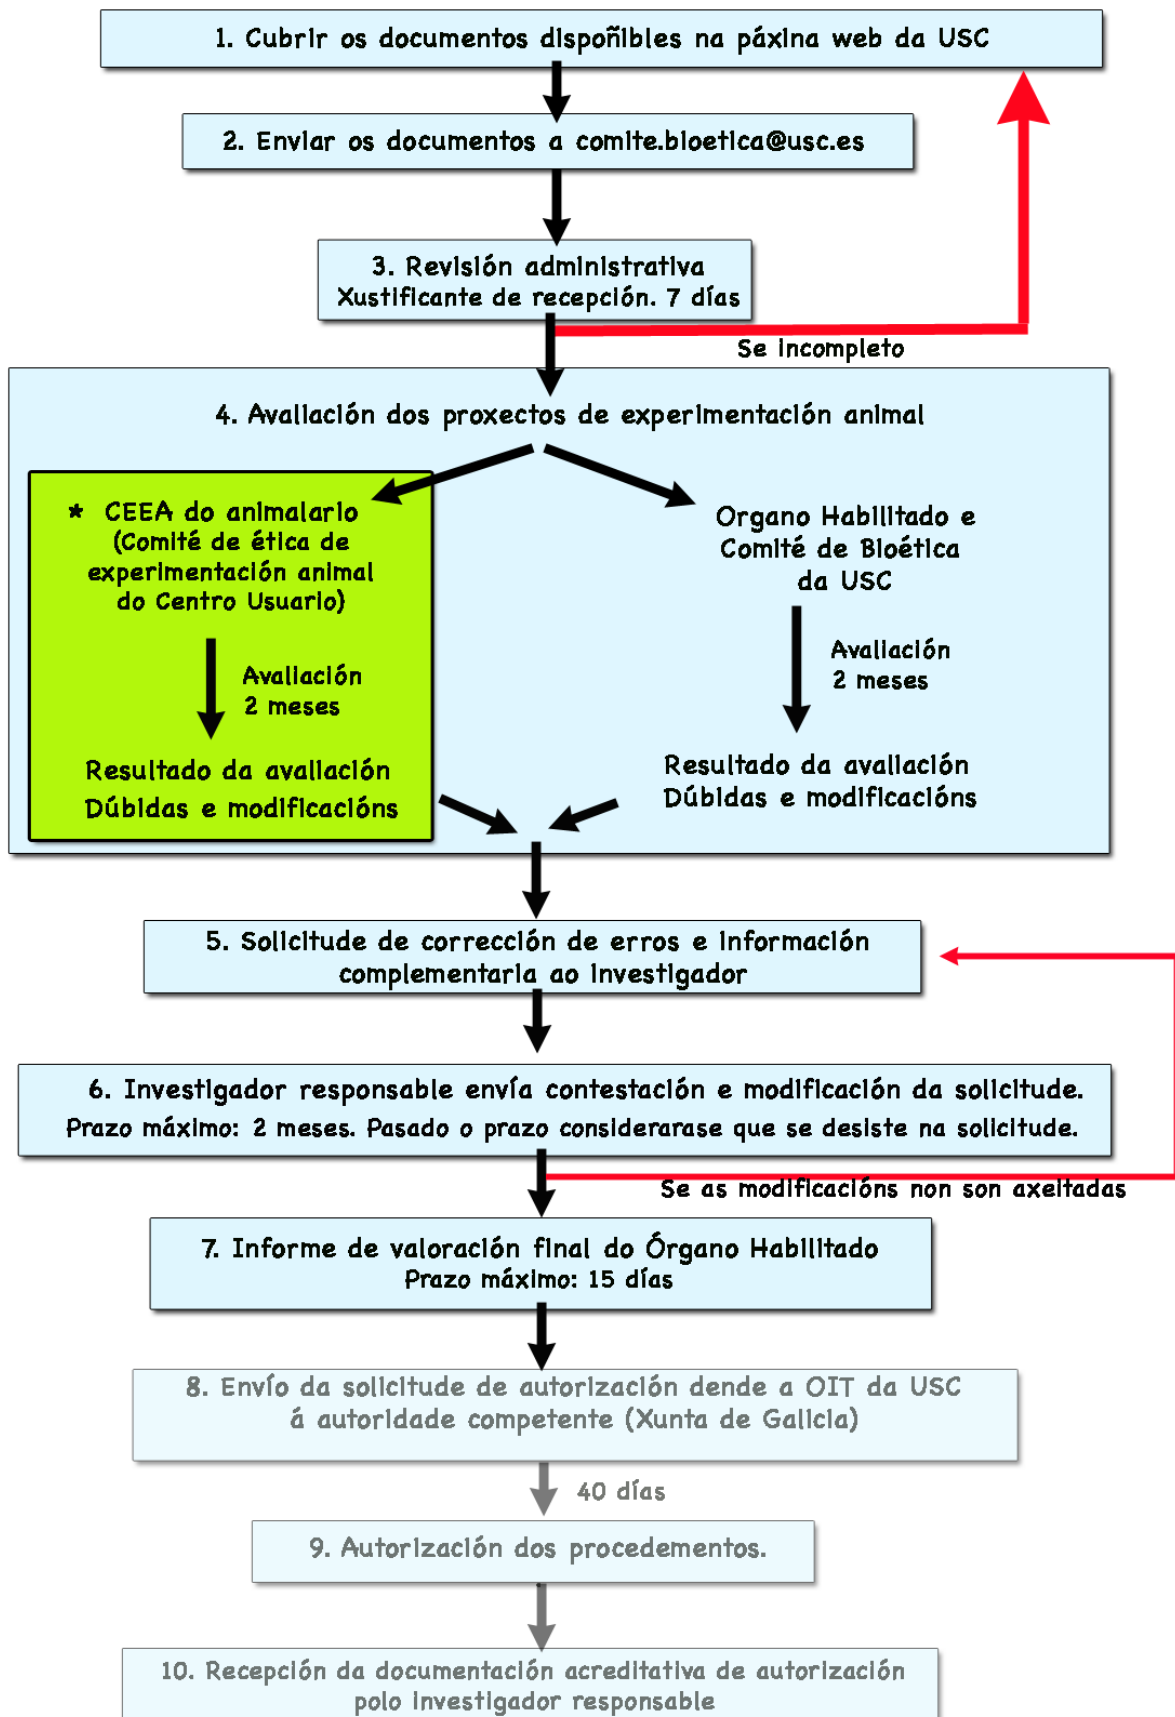 1. Cubrir os documentos dispoñibles na páxina web da USC
2. Enviar os documentos a comite.bioetica@usc.es
3. Revisión administrativa
Xustificante de recepción. 7 días
Se incompleto
4. Avaliación dos proxectos de experimentación animal
* CEEA do animalario
(Comité de ética de
experimentación animal
do Centro Usuario)
Avaliación
2 meses
Resultado da avaliación
Dúbidas e modificacións
Organo Habilitado e
Comité de Bioética
da USC
Avaliación
2 meses
Resultado da avaliación
Dúbidas e modificacións
5. Solicitude de corrección de erros e información
complementaria ao investigador
6. Investigador responsable envía contestación e modificación da solicitude.
Prazo máximo: 2 meses. Pasado o prazo considerarase que se desiste na solicitude.
Se as modificacións non son axeitadas
7. Informe de valoración final do Órgano Habilitado
Prazo máximo: 15 días
8. Envío da solicitude de autorización dende a OIT da USC
á autoridade competente (Xunta de Galicia)
40 días
9. Autorización dos procedementos.
10. Recepción da documentación acreditativa de autorización
polo investigador responsable